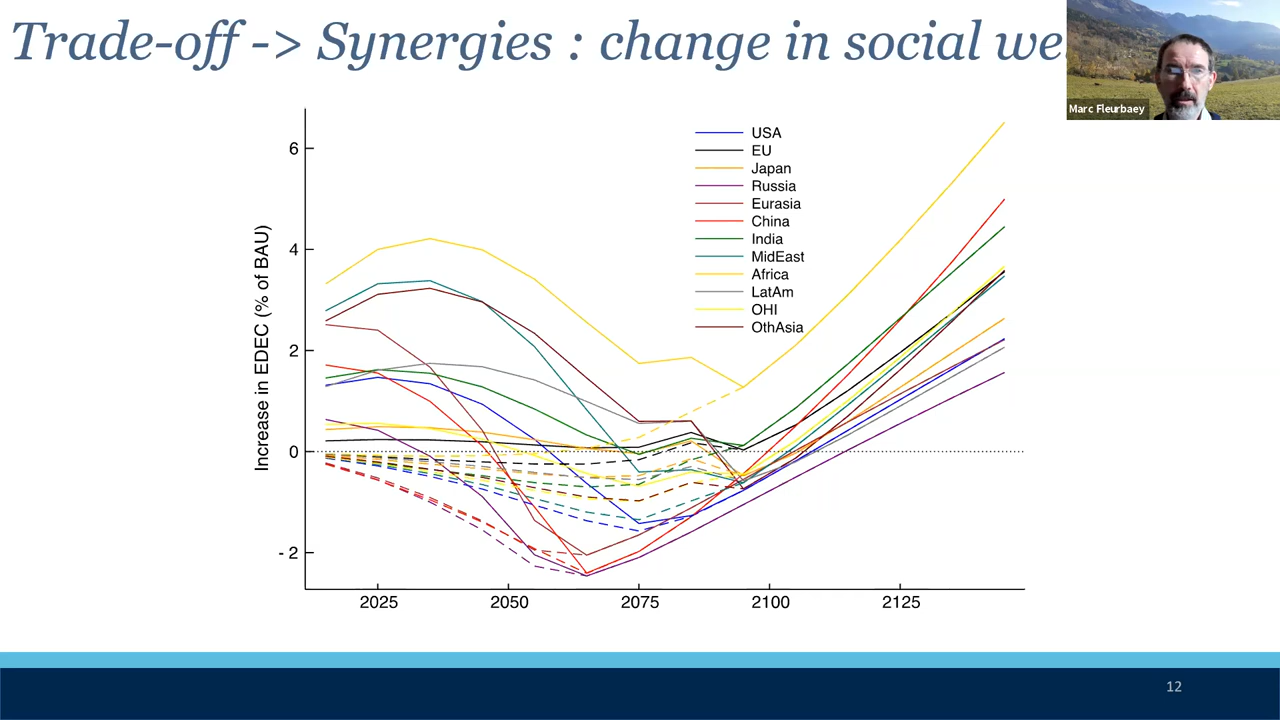 Trade-off -> Synergies : change in social we
Marc Fleurbaey
Increase in EDEC (% of BAU)
6
4
2
0
- 2
2025
2050
2075
2100
2125
USA
EU
Japan
Russia
Eurasia
China
India
MidEast
Africa
LatAm
OHI
OthAsia
12